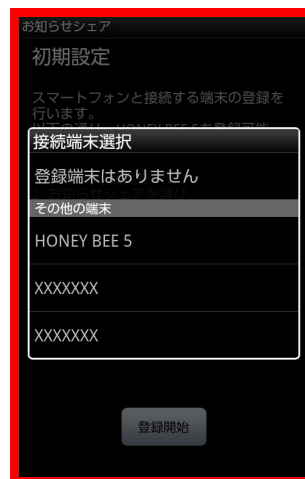 お知らせシェア
初期設定
スマートフォンと接続する端末の登録を
行います。
接続端末選択
登録端末はありません
その他の端末
HONEY BEE 5
XXXXXXX
XXXXXXX
登録開始